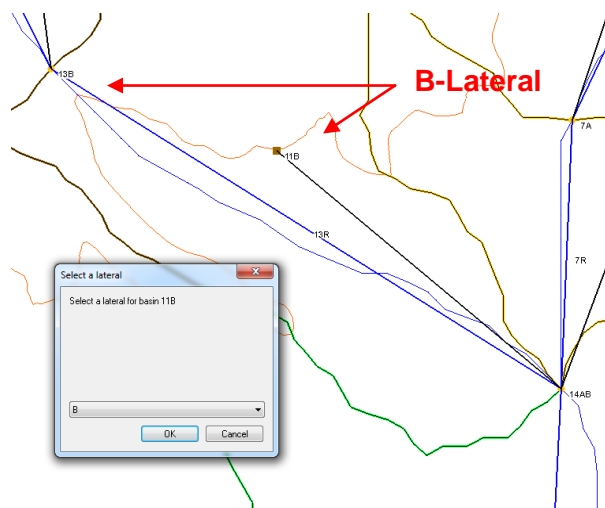 13B
B-Lateral
7A
11B
13R
7R
Select a lateral
Select a lateral for basin 11B
B
OK Cancel
14AB